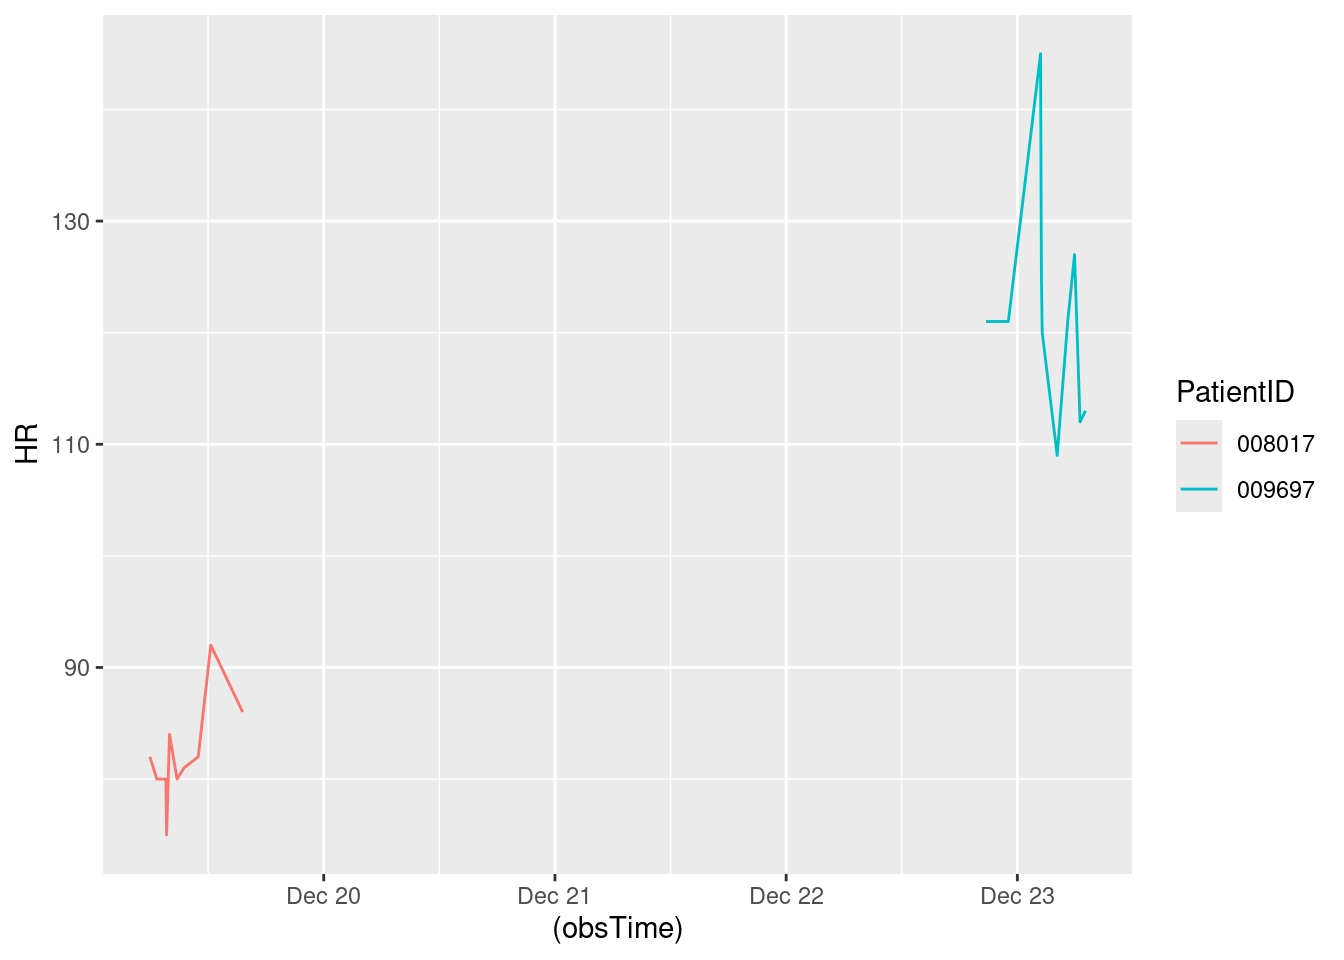 130
110
90
HR
Dec 20
Dec 21
Dec 22
Dec 23
(obsTime)
PatientID
008017
009697